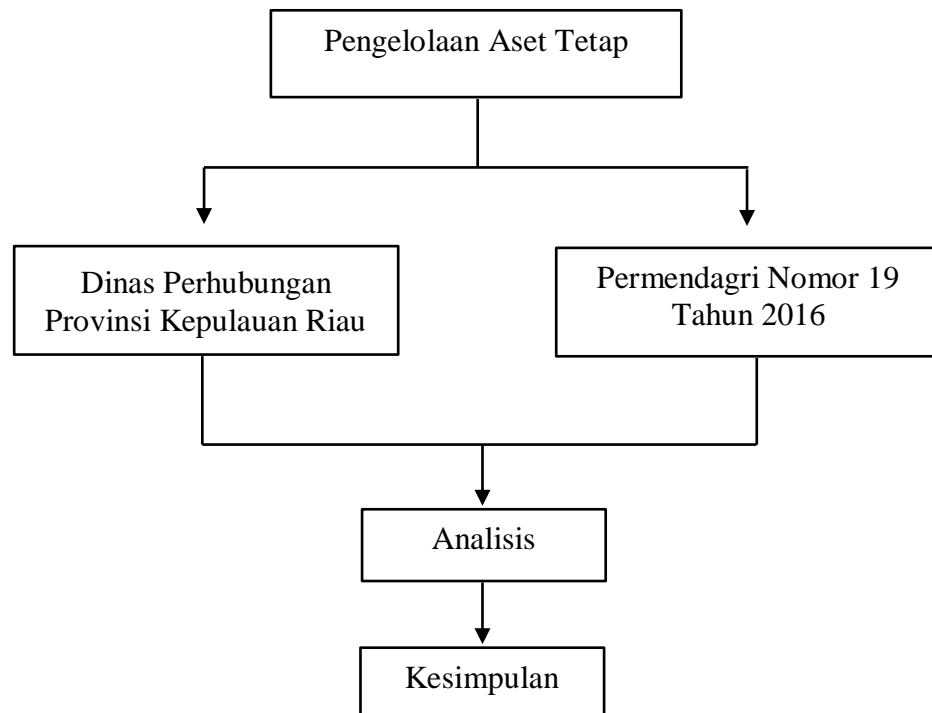 Pengelolaan Aset Tetap
Dinas Perhubungan
Provinsi Kepulauan Riau
Permendagri Nomor 19
Tahun 2016
Analisis
Kesimpulan